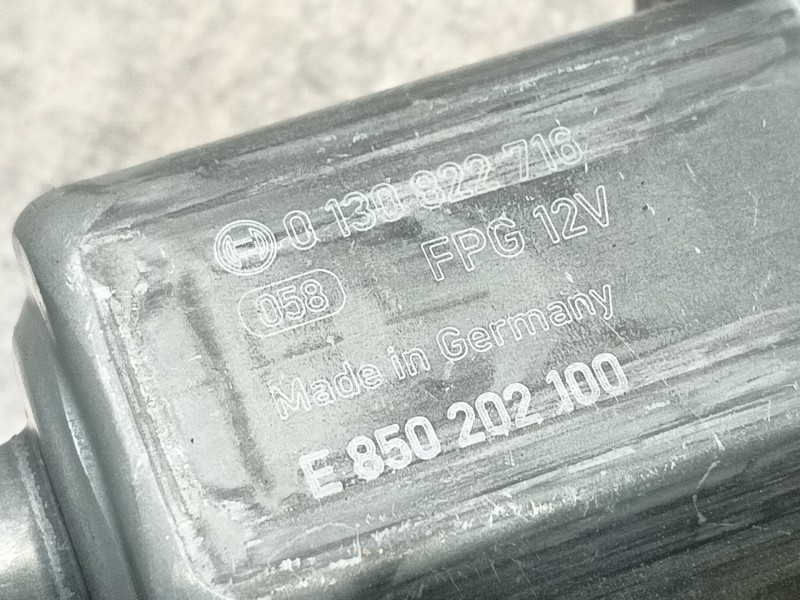 0 130 822 716
058 FPG 12V
Made in Germany
E 850 202 100